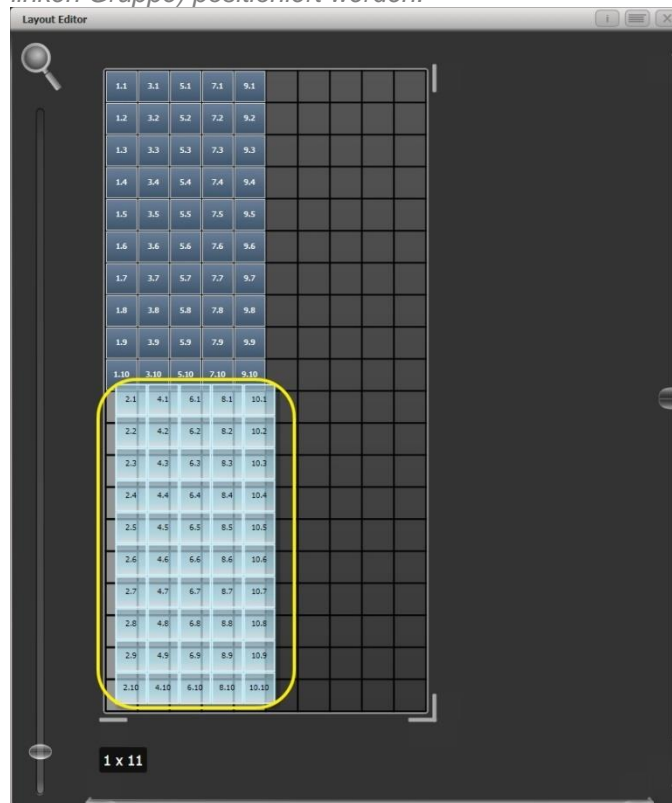 linken Gruppe) positioniert werden.
Layout Editor
1.1 3.1 5.1 7.1 9.1
1.2 3.2 5.2 7.2 9.2
1.3 3.3 5.3 7.3 9.3
1.4 3.4 5.4 7.4 9.4
1.5 3.5 5.5 7.5 9.5
1.6 3.6 5.6 7.6 9.6
1.7 3.7 5.7 7.7 9.7
1.8 3.8 5.8 7.8 9.8
1.9 3.9 5.9 7.9 9.9
1.10 3.10 5.10 7.10 9.10
2.1 4.1 6.1 8.1 10.1
2.2 4.2 6.2 8.2 10.2
2.3 4.3 6.3 8.3 10.3
2.4 4.4 6.4 8.4 10.4
2.5 4.5 6.5 8.5 10.5
2.6 4.6 6.6 8.6 10.6
2.7 4.7 6.7 8.7 10.7
2.8 4.8 6.8 8.8 10.8
2.9 4.9 6.9 8.9 10.9
2.10 4.10 6.10 8.10 10.10
1 x 11